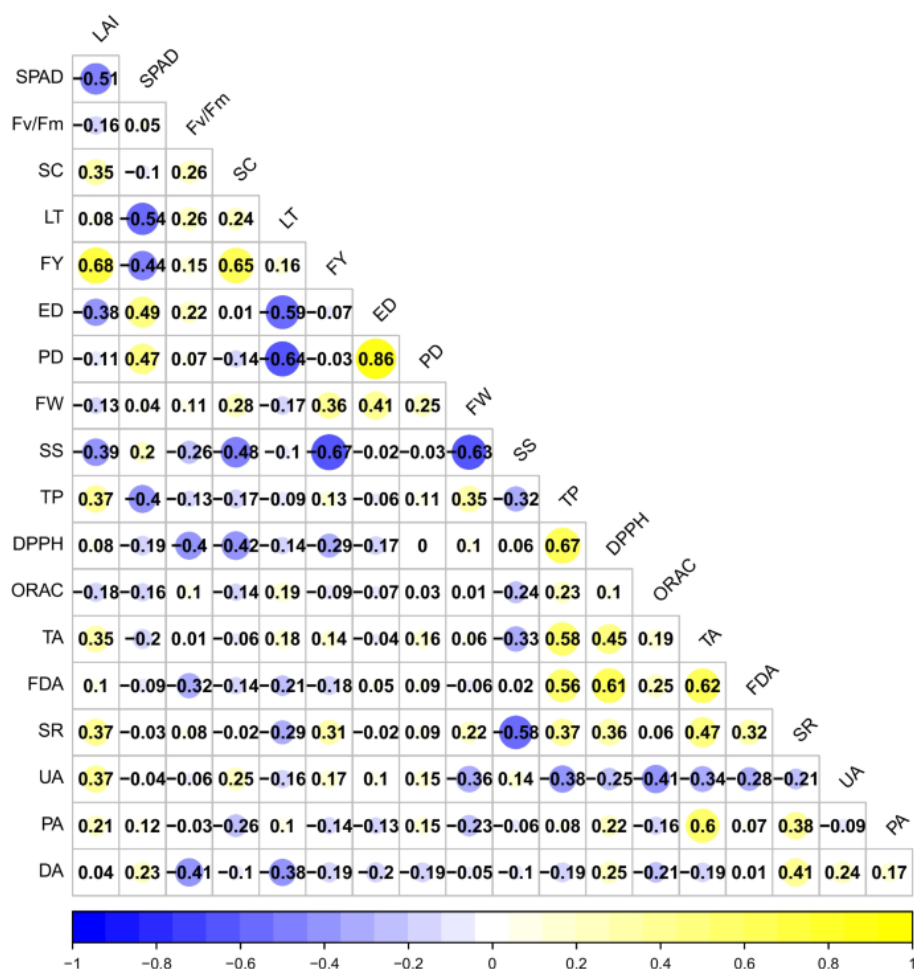 LAI
SPAD −0.51 SPAD
Fv/Fm −0.16 0.05 Fv/Fm
SC 0.35 −0.1 0.26 SC
LT 0.08 −0.54 0.26 0.24 LT
FY 0.68 −0.44 0.15 0.65 0.16 FY
ED −0.38 0.49 0.22 0.01 −0.59 −0.07 ED
PD −0.11 0.47 0.07 −0.14 −0.64 −0.03 0.86 PD
FW −0.13 0.04 0.11 0.28 −0.17 0.36 0.41 0.25 FW
SS −0.39 0.2 −0.26 −0.48 −0.1 −0.67 −0.02 −0.03 −0.63 SS
TP 0.37 −0.4 −0.13 −0.17 −0.09 0.13 −0.06 0.11 0.35 −0.32 TP
DPPH 0.08 −0.19 −0.4 −0.42 −0.14 −0.29 −0.17 0 0.1 0.06 0.67 DPPH
ORAC −0.18 −0.16 0.1 −0.14 0.19 −0.09 −0.07 0.03 0.01 −0.24 0.23 0.1 ORAC
TA 0.35 −0.2 0.01 −0.06 0.18 0.14 −0.04 0.16 0.06 −0.33 0.58 0.45 0.19 TA
FDA 0.1 −0.09 −0.32 −0.14 −0.21 −0.18 0.05 0.09 −0.06 0.02 0.56 0.61 0.25 0.62 FDA
SR 0.37 −0.03 0.08 −0.02 −0.29 0.31 −0.02 0.09 0.22 −0.58 0.37 0.36 0.06 0.47 0.32 SR
UA 0.37 −0.04 −0.06 0.25 −0.16 0.17 0.1 0.15 −0.36 0.14 −0.38 −0.25 −0.41 −0.34 −0.28 −0.21 UA
PA 0.21 0.12 −0.03 −0.26 0.1 −0.14 −0.13 0.15 −0.23 −0.06 0.08 0.22 −0.16 0.6 0.07 0.38 −0.09 PA
DA 0.04 0.23 −0.41 −0.1 −0.38 −0.19 −0.2 −0.19 −0.05 −0.1 −0.19 0.25 −0.21 −0.19 0.01 0.41 0.24 0.17
−1 −0.8 −0.6 −0.4 −0.2 0 0.2 0.4 0.6 0.8 1